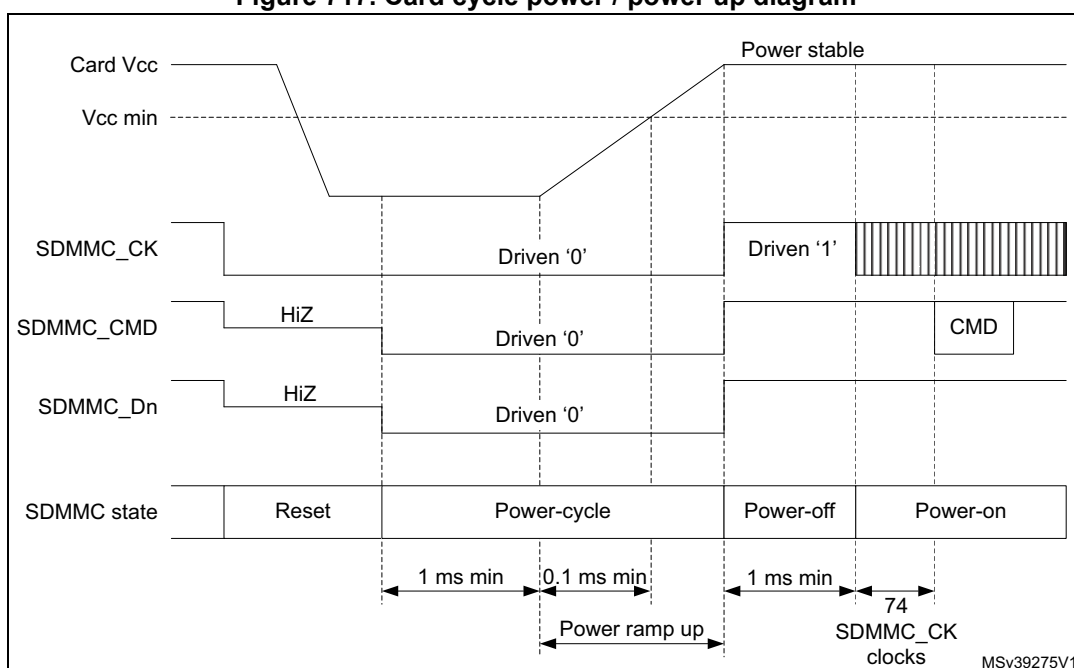 Figure 717. Card cycle power / power up diagram
Power stable
Card Vcc
Vcc min
SDMMC_CK
Driven ‘0’
Driven ‘1’
HiZ
SDMMC_CMD
Driven ‘0’
CMD
HiZ
SDMMC_Dn
Driven ‘0’
SDMMC state
Reset
Power-cycle
Power-off
Power-on
1 ms min
0.1 ms min
1 ms min
74
SDMMC_CK
clocks
Power ramp up
MSv39275V1